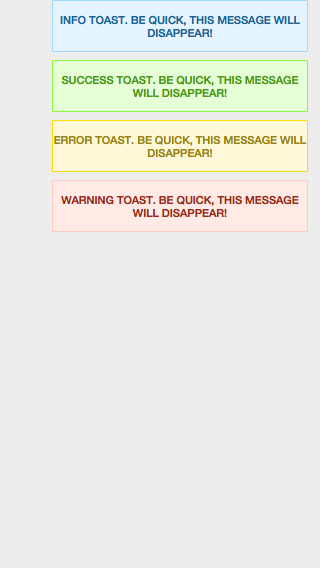 INFO TOAST. BE QUICK, THIS MESSAGE WILL
DISAPPEAR!
SUCCESS TOAST. BE QUICK, THIS MESSAGE
WILL DISAPPEAR!
ERROR TOAST. BE QUICK, THIS MESSAGE WILL
DISAPPEAR!
WARNING TOAST. BE QUICK, THIS MESSAGE
WILL DISAPPEAR!